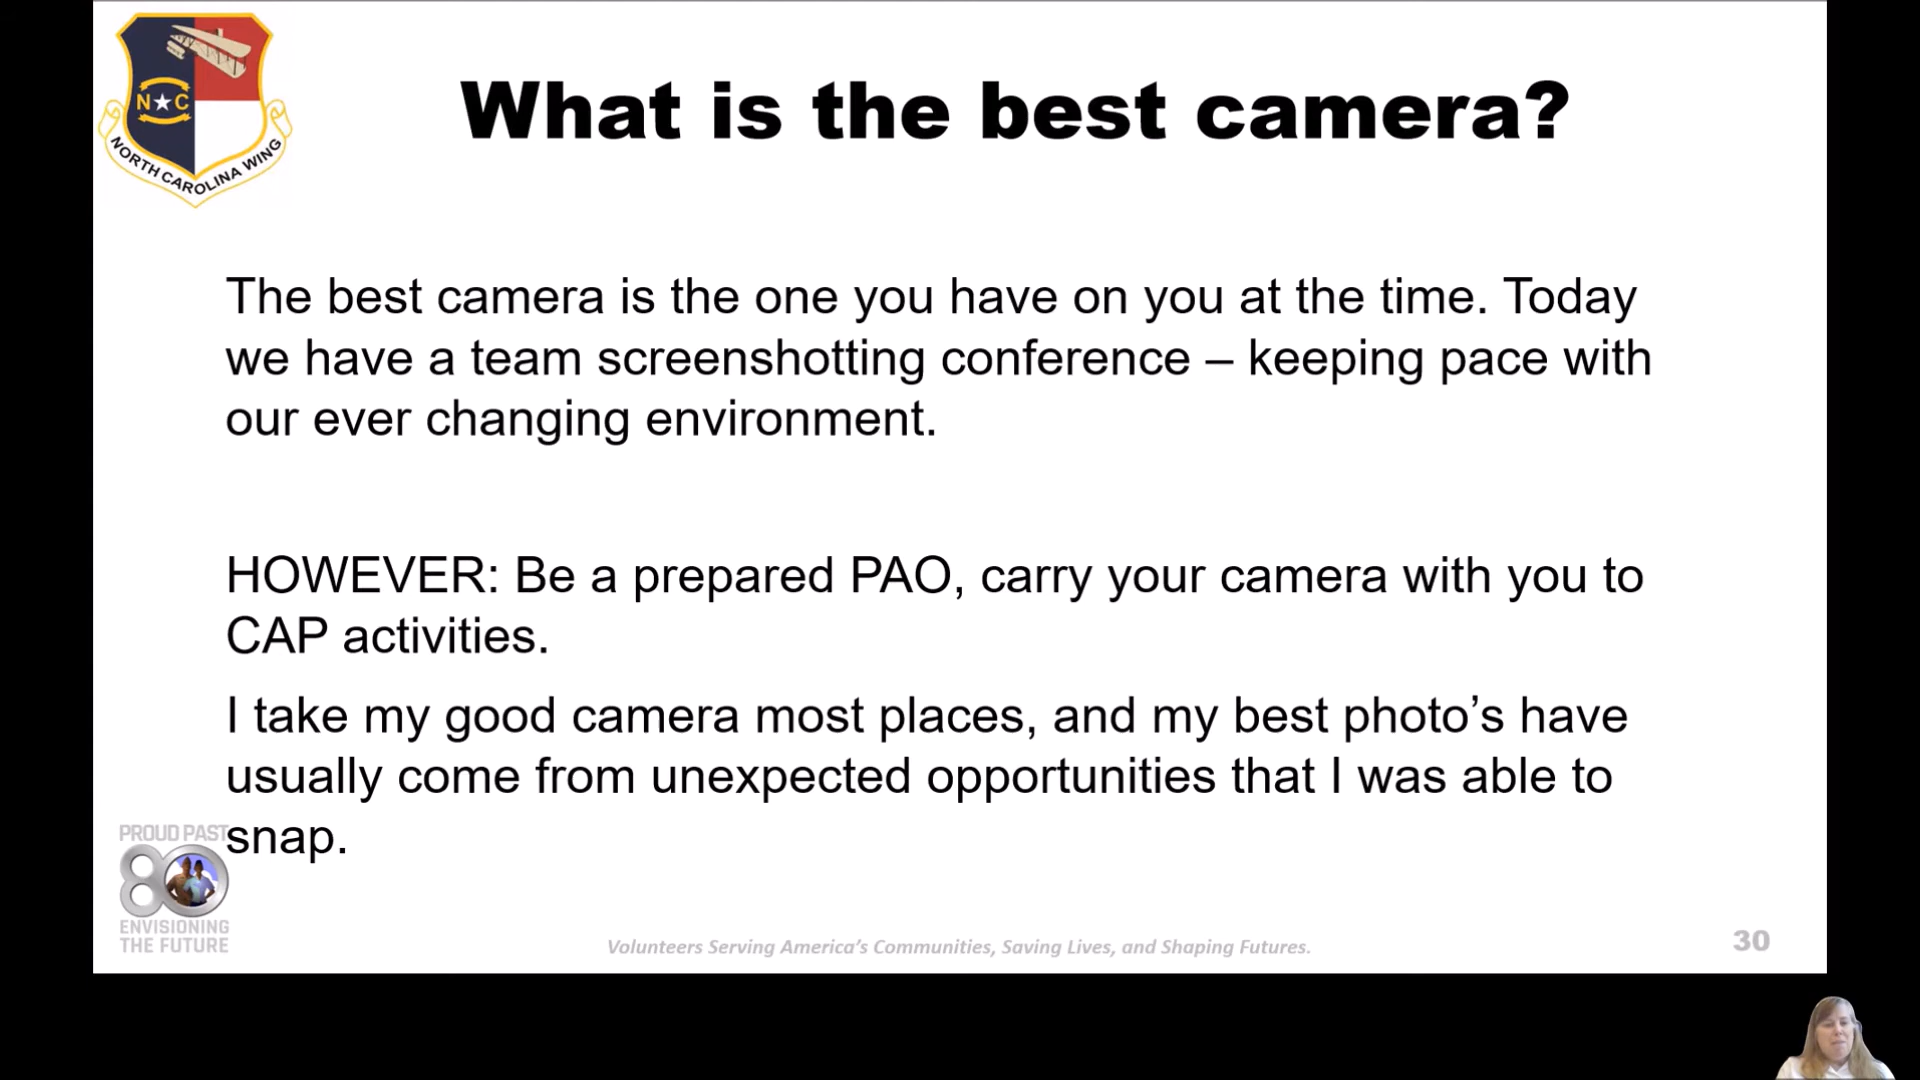 N★C
NORTH CAROLINA WING
What is the best camera?
The best camera is the one you have on you at the time. Today
we have a team screenshotting conference – keeping pace with
our ever changing environment.
HOWEVER: Be a prepared PAO, carry your camera with you to
CAP activities.
I take my good camera most places, and my best photo’s have
usually come from unexpected opportunities that I was able to
snap.
PROUD PAST
80
ENVISIONING
THE FUTURE
Volunteers Serving America’s Communities, Saving Lives, and Shaping Futures.
30